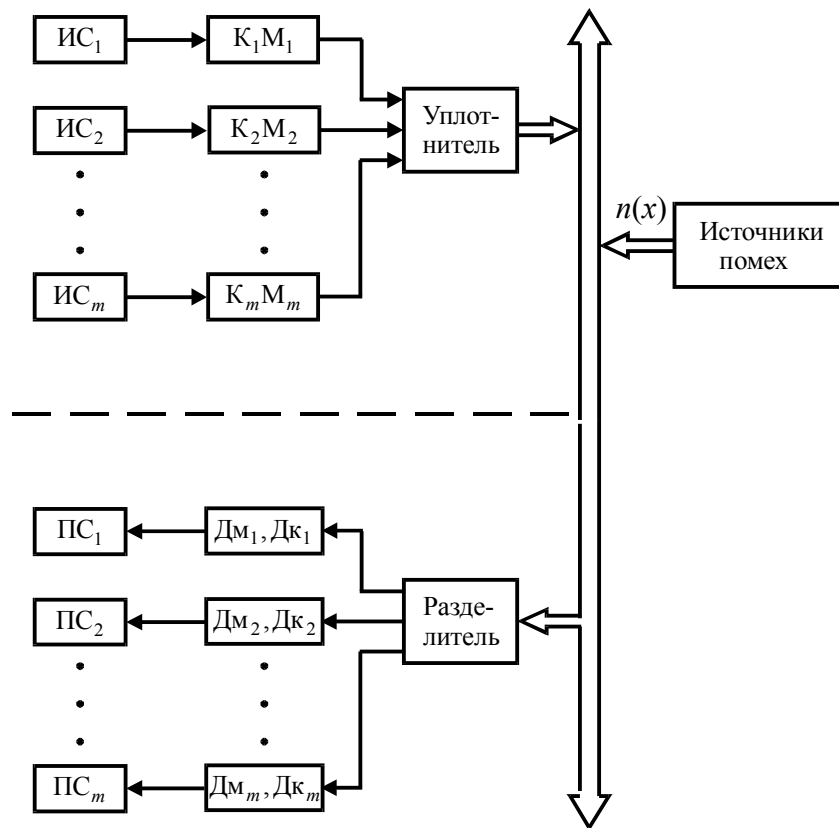 ИС₁ К₁М₁
ИС₂ К₂М₂
Уплот-
нитель
n(x)
Источники
помех
ИСₘ КₘМₘ
ПС₁ Дм₁, Дк₁
ПС₂ Дм₂, Дк₂
Разде-
литель
ПСₘ Дмₘ, Дкₘ